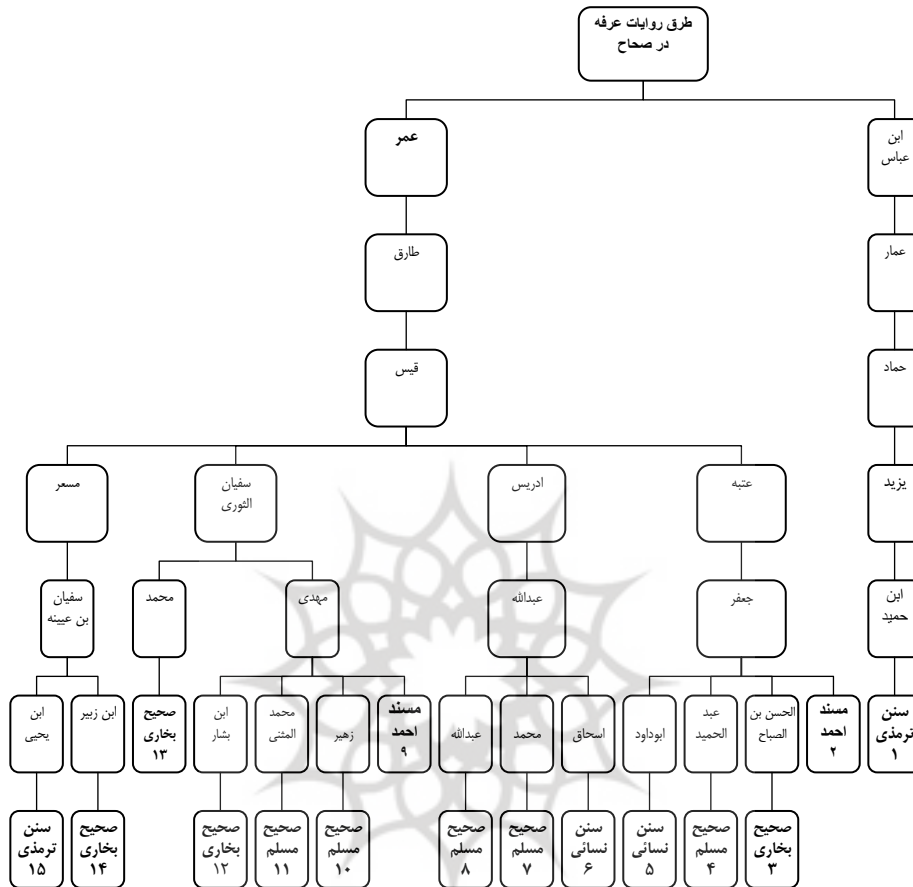 طرق روایات عرفه
در صحاح
عمر
ابن
عباس
طارق
عمار
قیس
حماد
یزید
عتبه
ادریس
سفیان
الثوری
مسعر
ابن
حمید
جعفر
عبدالله
مهدی
محمد
سفیان
بن عیینه
سنن
ترمذی
۱
مسند
احمد
۲
الحسن بن
الصباح
عبد
الحمید
ابوداود
اسحاق
محمد
عبدالله
مسند
احمد
۹
زهیر
محمد
المثنی
ابن
بشار
صحیح
بخاری
۱۳
ابن زبیر
ابن
یحیی
صحیح
بخاری
۳
صحیح
مسلم
۴
سنن
نسائی
۵
سنن
نسائی
۶
صحیح
مسلم
۷
صحیح
مسلم
۸
صحیح
مسلم
۱۰
صحیح
مسلم
۱۱
صحیح
بخاری
۱۲
صحیح
بخاری
۱۴
سنن
ترمذی
۱۵